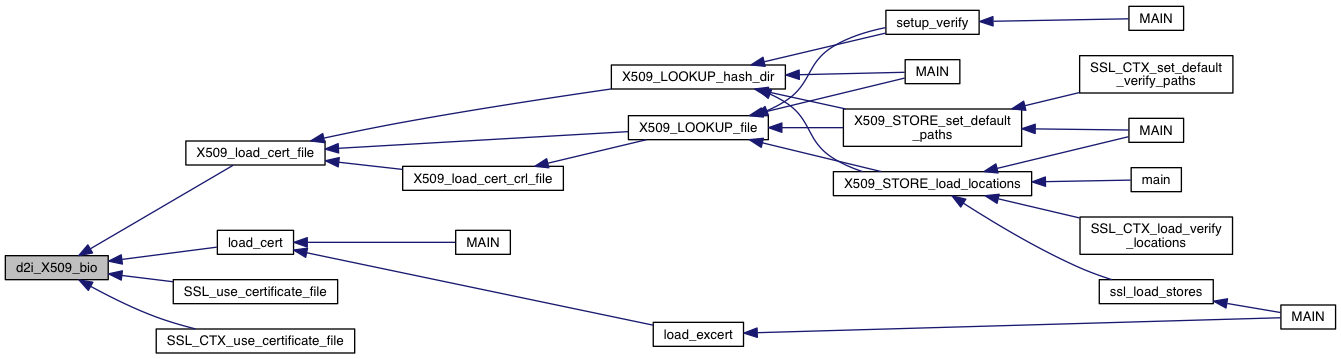 setup_verify
MAIN
X509_LOOKUP_hash_dir
MAIN
SSL_CTX_set_default
_verify_paths
X509_LOOKUP_file
X509_STORE_set_default
_paths
MAIN
X509_load_cert_file
X509_load_cert_crl_file
X509_STORE_load_locations
main
load_cert
MAIN
SSL_CTX_load_verify
_locations
d2i_X509_bio
SSL_use_certificate_file
ssl_load_stores
SSL_CTX_use_certificate_file
load_excert
MAIN